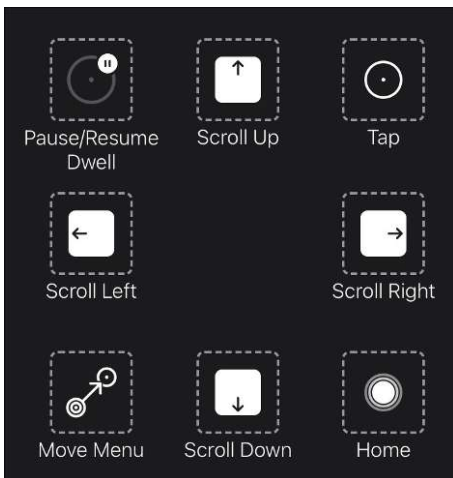 Pause/Resume
Dwell
Scroll Up
Tap
Scroll Left
Scroll Right
Move Menu
Scroll Down
Home